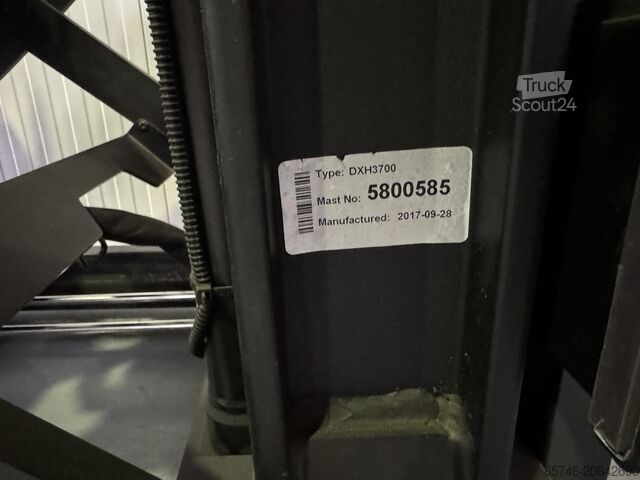 Truck
Scout24
Type: DXH3700
Mast No: 5800585
Manufactured: 2017-09-28